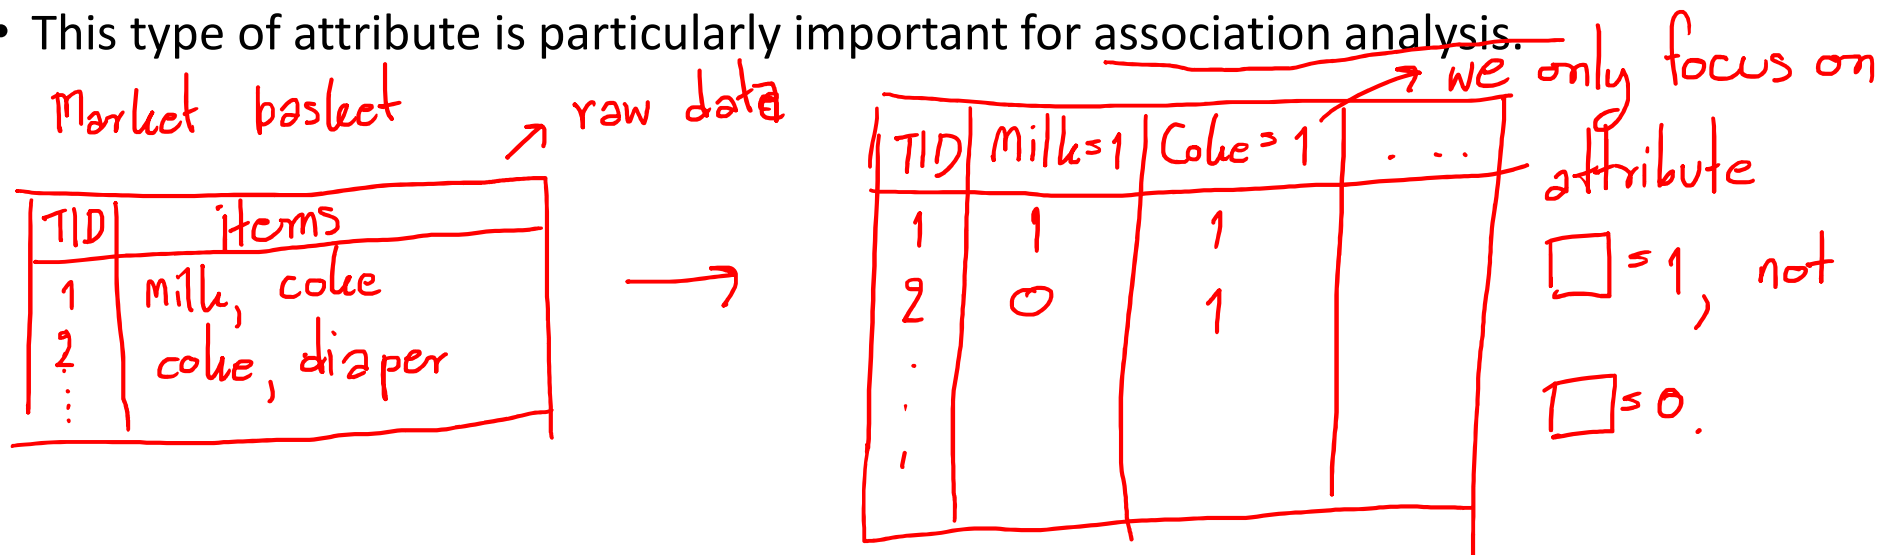 • This type of attribute is particularly important for association analysis.
Market basket
raw data
TID items
1 Milk, coke
2 coke, diaper
TID Milk=1 Coke=1 ...
1 1 1
2 0 1
we only focus on
attribute
=1, not
=0.